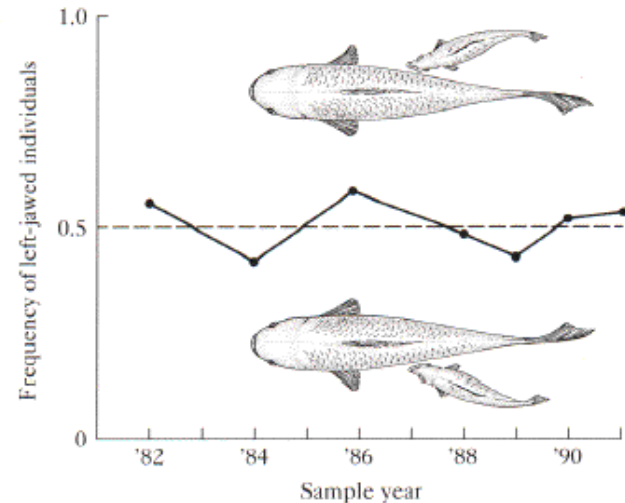 Frequency of left-jawed individuals
1.0
0.5
0
'82 '84 '86 '88 '90
Sample year